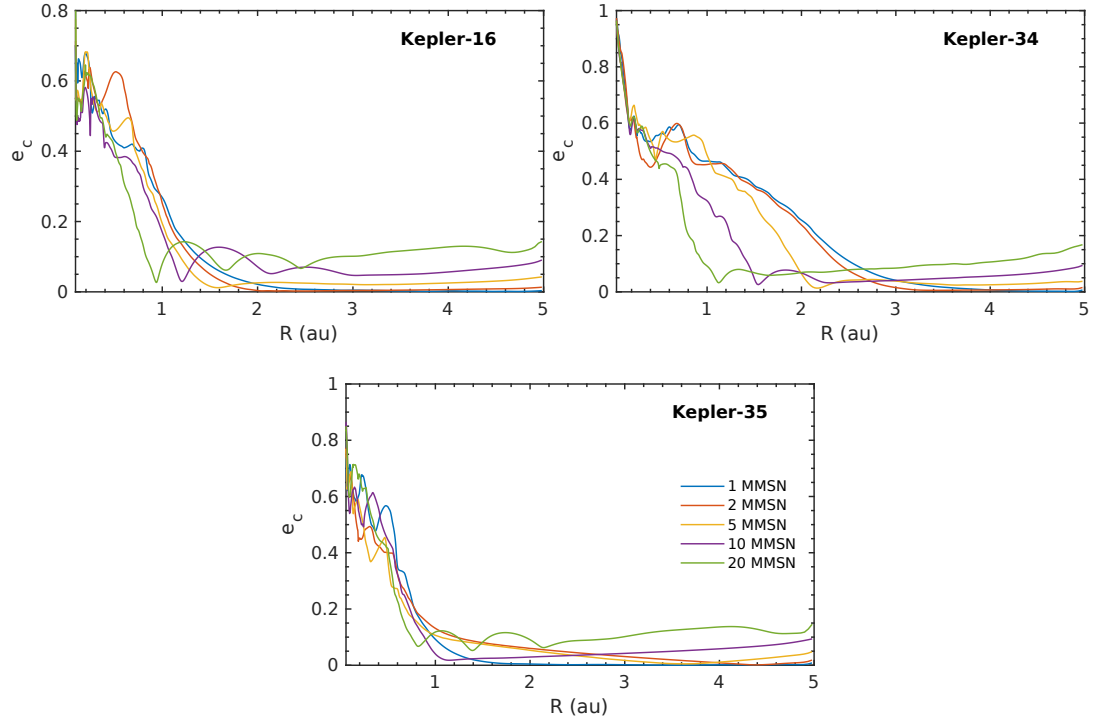 Kepler-16
0.8
0.6
0.4
0.2
0
e_c
1 2 3 4 5
R (au)
Kepler-34
1
0.8
0.6
0.4
0.2
0
e_c
1 2 3 4 5
R (au)
Kepler-35
1
0.8
0.6
0.4
0.2
0
e_c
1 MMSN
2 MMSN
5 MMSN
10 MMSN
20 MMSN
1 2 3 4 5
R (au)